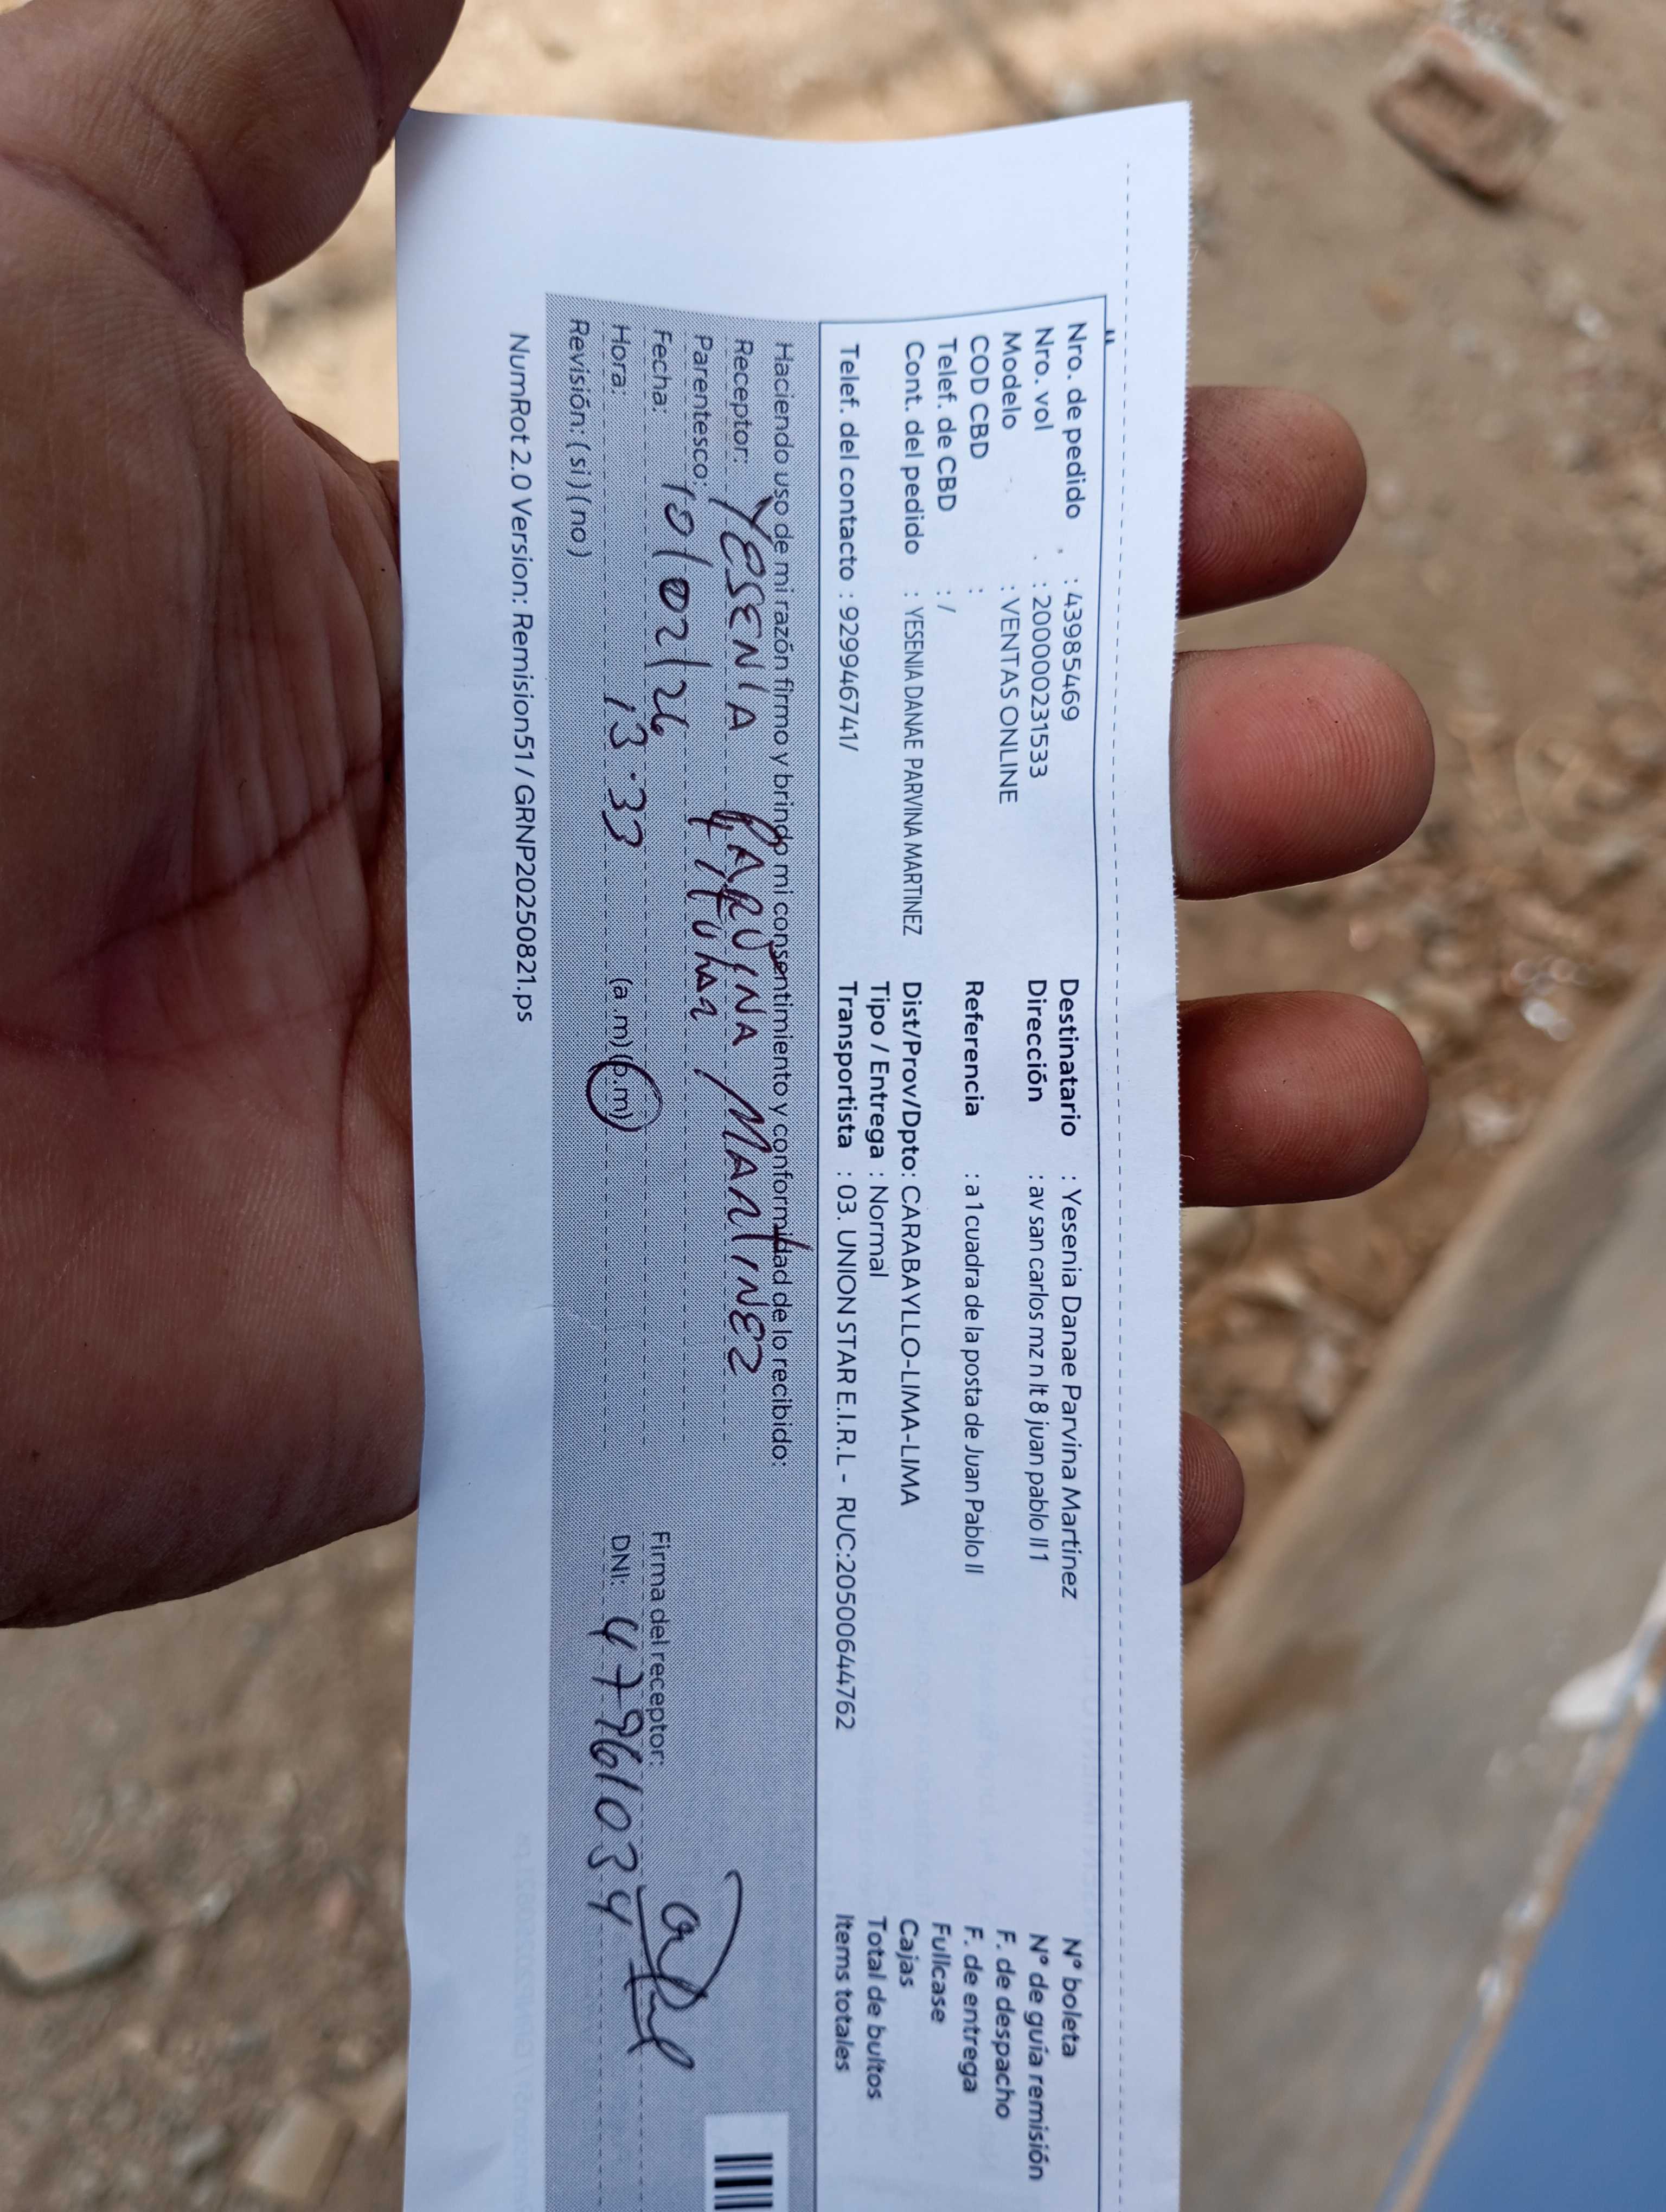 Nro. de pedido : 439854469
Nro. vol : 200000231533
Modelo : VENTAS ONLINE
COD CBD :
Telef. de CBD : /
Cont. del pedido : YESENIA DANAE PARVINA MARTINEZ
Telef. del contacto : 929946741/
Destinatario : Yesenia Danae Parvina Martinez
Dirección : av san carlos mz n lt 8 juan pablo II 1
Referencia : a 1 cuadra de la posta de Juan Pablo II
Dist/Prov/Dpto: CARABAYLLO-LIMA-LIMA
Tipo / Entrega : Normal
Transportista : 03. UNION STAR E.I.R.L - RUC:20500644762
N° boleta
N° de guía remisión
F. de despacho
F. de entrega
Fullcase
Cajas
Total de bultos
Items totales
Haciendo uso de mi razón firmo y brindo mi consentimiento y conformidad de lo recibido:
Receptor: YESENIA PARVINA MARTINEZ
Parentesco: titular
Fecha: 10/02/26
Hora: 13:33 (a.m) (p.m)
Revisión: ( si ) ( no )
Firma del receptor:
DNI: 47961034
NumRot 2.0 Version: Remision51 / GRNP20250821.ps